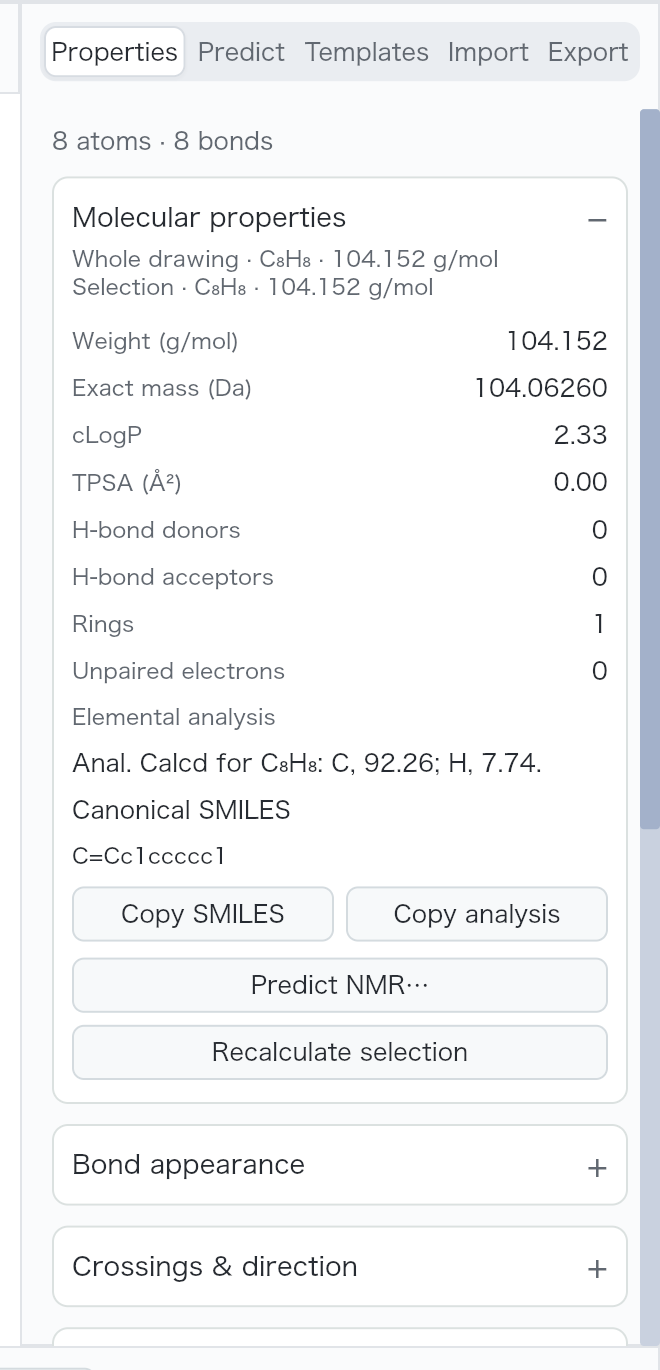 Properties Predict Templates Import Export
8 atoms · 8 bonds
Molecular properties −
Whole drawing · C₈H₈ · 104.152 g/mol
Selection · C₈H₈ · 104.152 g/mol
Weight (g/mol) 104.152
Exact mass (Da) 104.06260
cLogP 2.33
TPSA (Å²) 0.00
H-bond donors 0
H-bond acceptors 0
Rings 1
Unpaired electrons 0
Elemental analysis
Anal. Calcd for C₈H₈: C, 92.26; H, 7.74.
Canonical SMILES
C=Cc1ccccc1
Copy SMILES Copy analysis
Predict NMR…
Recalculate selection
Bond appearance +
Crossings & direction +